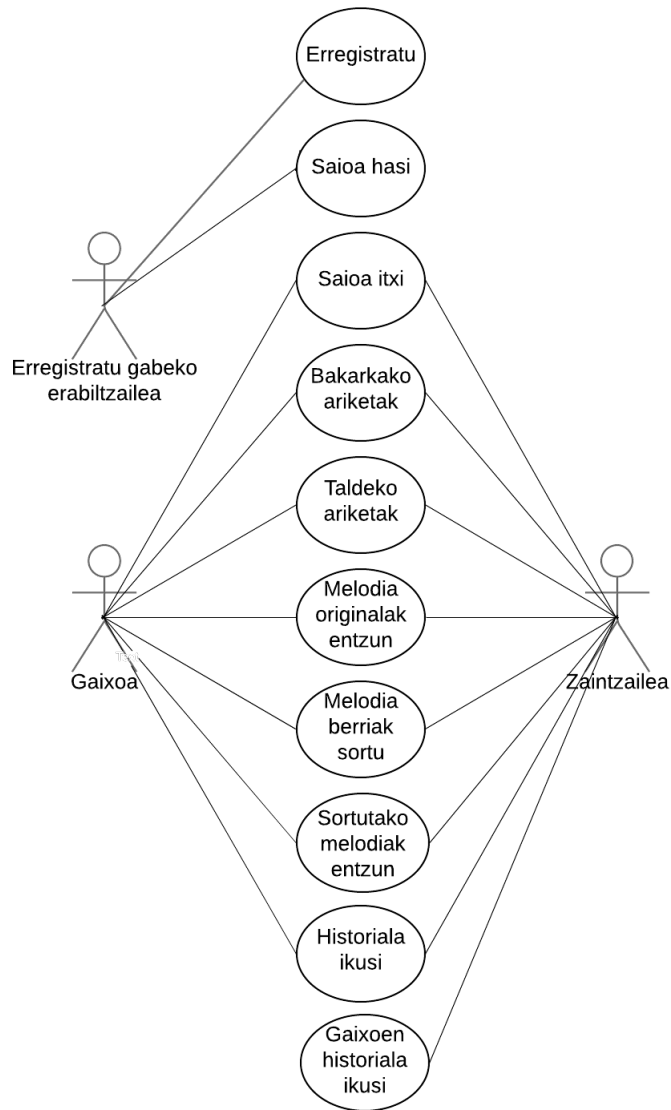 Erregistratu
Saioa hasi
Saioa itxi
Erregistratu gabeko
erabiltzailea
Bakarkako
ariketak
Taldeko
ariketak
Melodia
originalak
entzun
Gaixoa
Zaintzailea
Melodia
berriak
sortu
Sortutako
melodiak
entzun
Historiala
ikusi
Gaixoen
historiala
ikusi